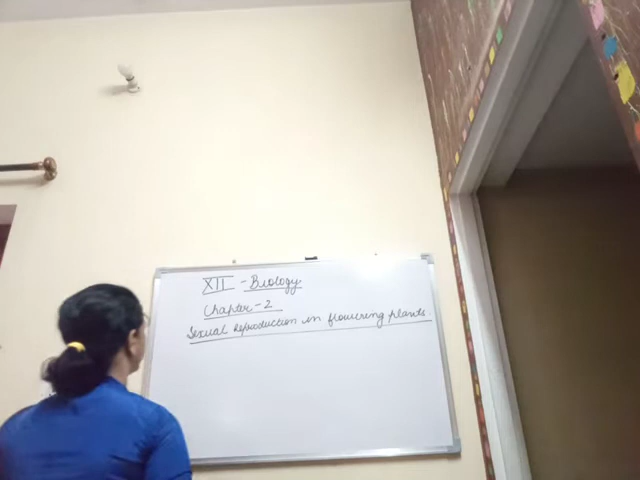 XII - Biology
Chapter - 2
Sexual Reproduction in flowering plants